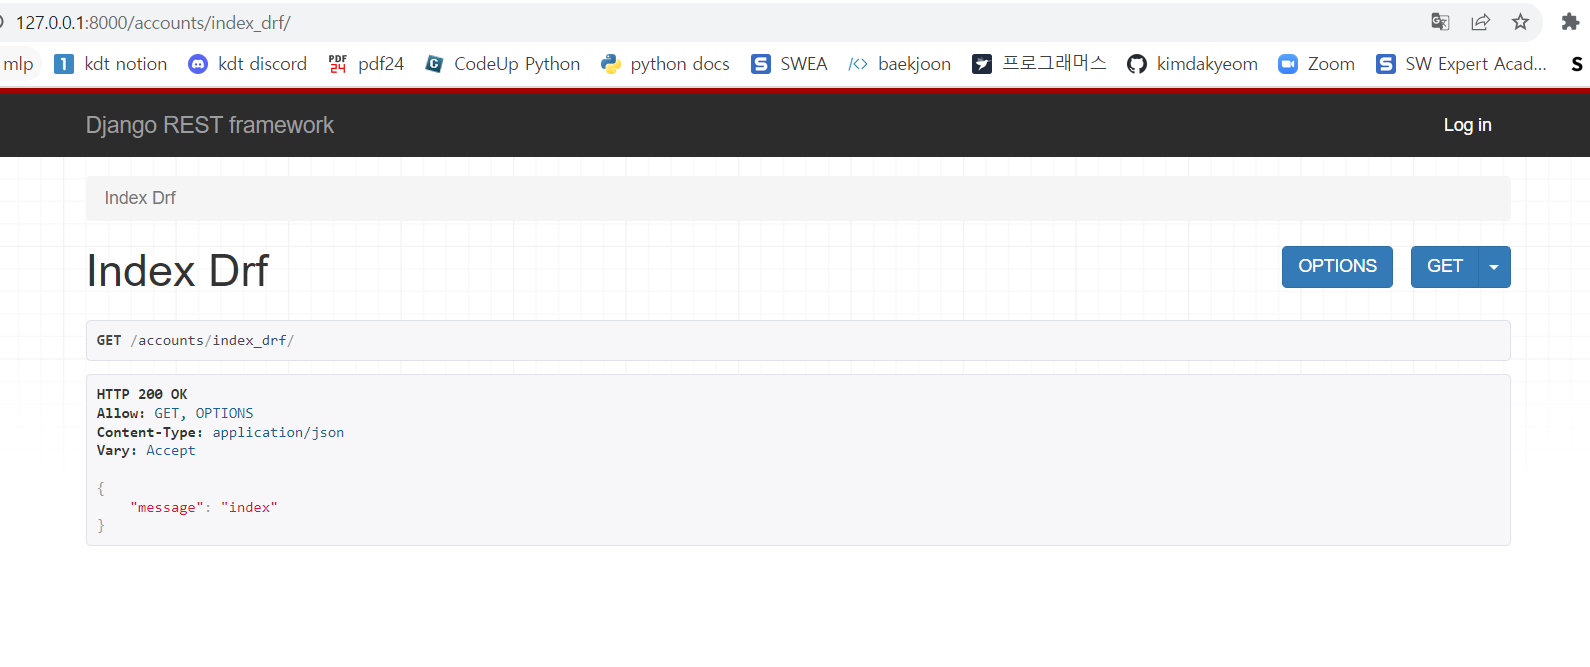 127.0.0.1:8000/accounts/index_drf/
mlp 1 kdt notion kdt discord PDF 24 pdf24 C CodeUp Python python docs S SWEA </> baekjoon 프로그래머스 kimdakyeom Zoom S SW Expert Acad... S
Django REST framework Log in
Index Drf
Index Drf OPTIONS GET
GET /accounts/index_drf/
HTTP 200 OK
Allow: GET, OPTIONS
Content-Type: application/json
Vary: Accept
{
"message": "index"
}